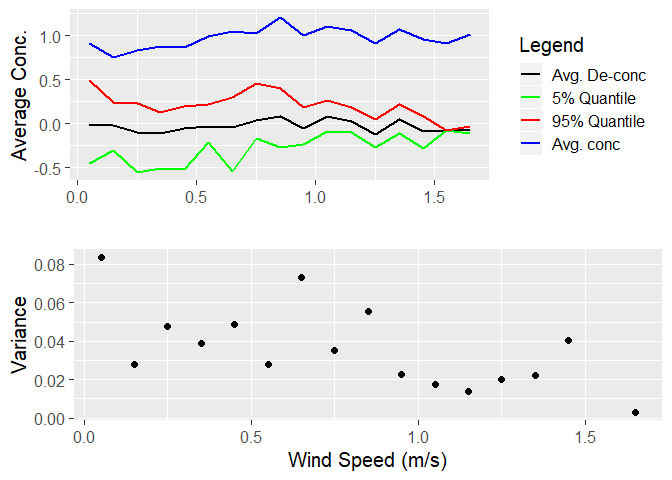 Average Conc.
1.0
0.5
0.0
-0.5
0.0 0.5 1.0 1.5
Legend
Avg. De-conc
5% Quantile
95% Quantile
Avg. conc
Variance
0.08
0.06
0.04
0.02
0.00
0.0 0.5 1.0 1.5
Wind Speed (m/s)